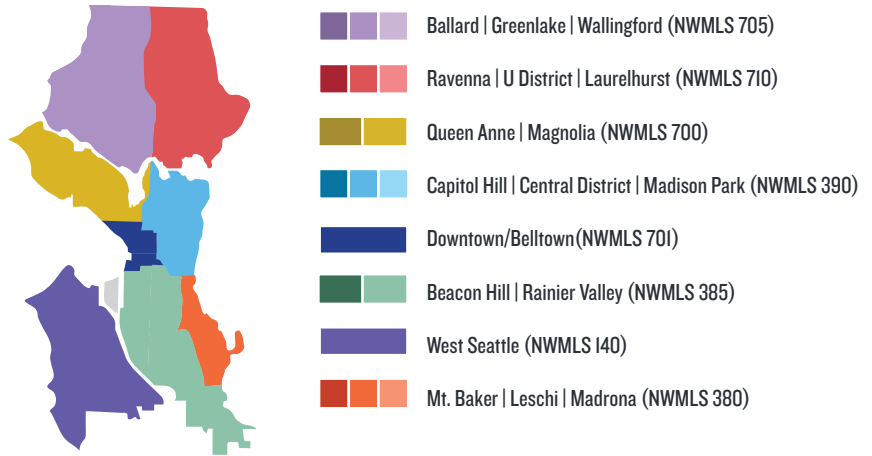 Ballard | Greenlake | Wallingford (NWMLS 705)
Ravenna | U District | Laurelhurst (NWMLS 710)
Queen Anne | Magnolia (NWMLS 700)
Capitol Hill | Central District | Madison Park (NWMLS 390)
Downtown/Belltown(NWMLS 701)
Beacon Hill | Rainier Valley (NWMLS 385)
West Seattle (NWMLS 140)
Mt. Baker | Leschi | Madrona (NWMLS 380)